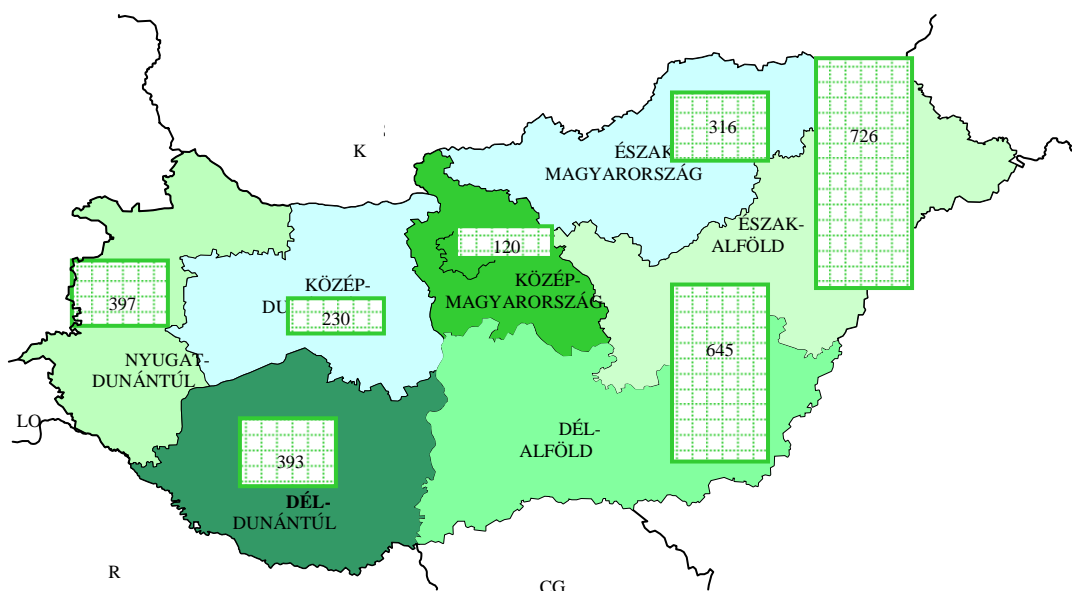 K
316
726
ÉSZAK
MAGYARORSZÁG
ÉSZAK-
ALFÖLD
120
KÖZÉP-
MAGYARORSZÁG
397
KÖZÉP-
DU
230
645
NYUGAT-
DUNÁNTÚL
LO
DÉL-
ALFÖLD
393
DÉL-
DUNÁNTÚL
R
CG